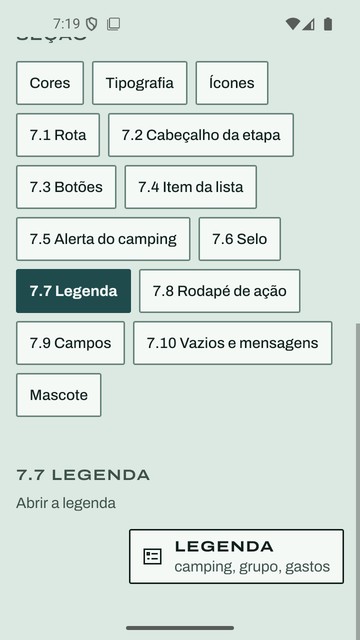 7:19
SEÇÃO
Cores
Tipografia
Ícones
7.1 Rota
7.2 Cabeçalho da etapa
7.3 Botões
7.4 Item da lista
7.5 Alerta do camping
7.6 Selo
7.7 Legenda
7.8 Rodapé de ação
7.9 Campos
7.10 Vazios e mensagens
Mascote
7.7 LEGENDA
Abrir a legenda
LEGENDA
camping, grupo, gastos